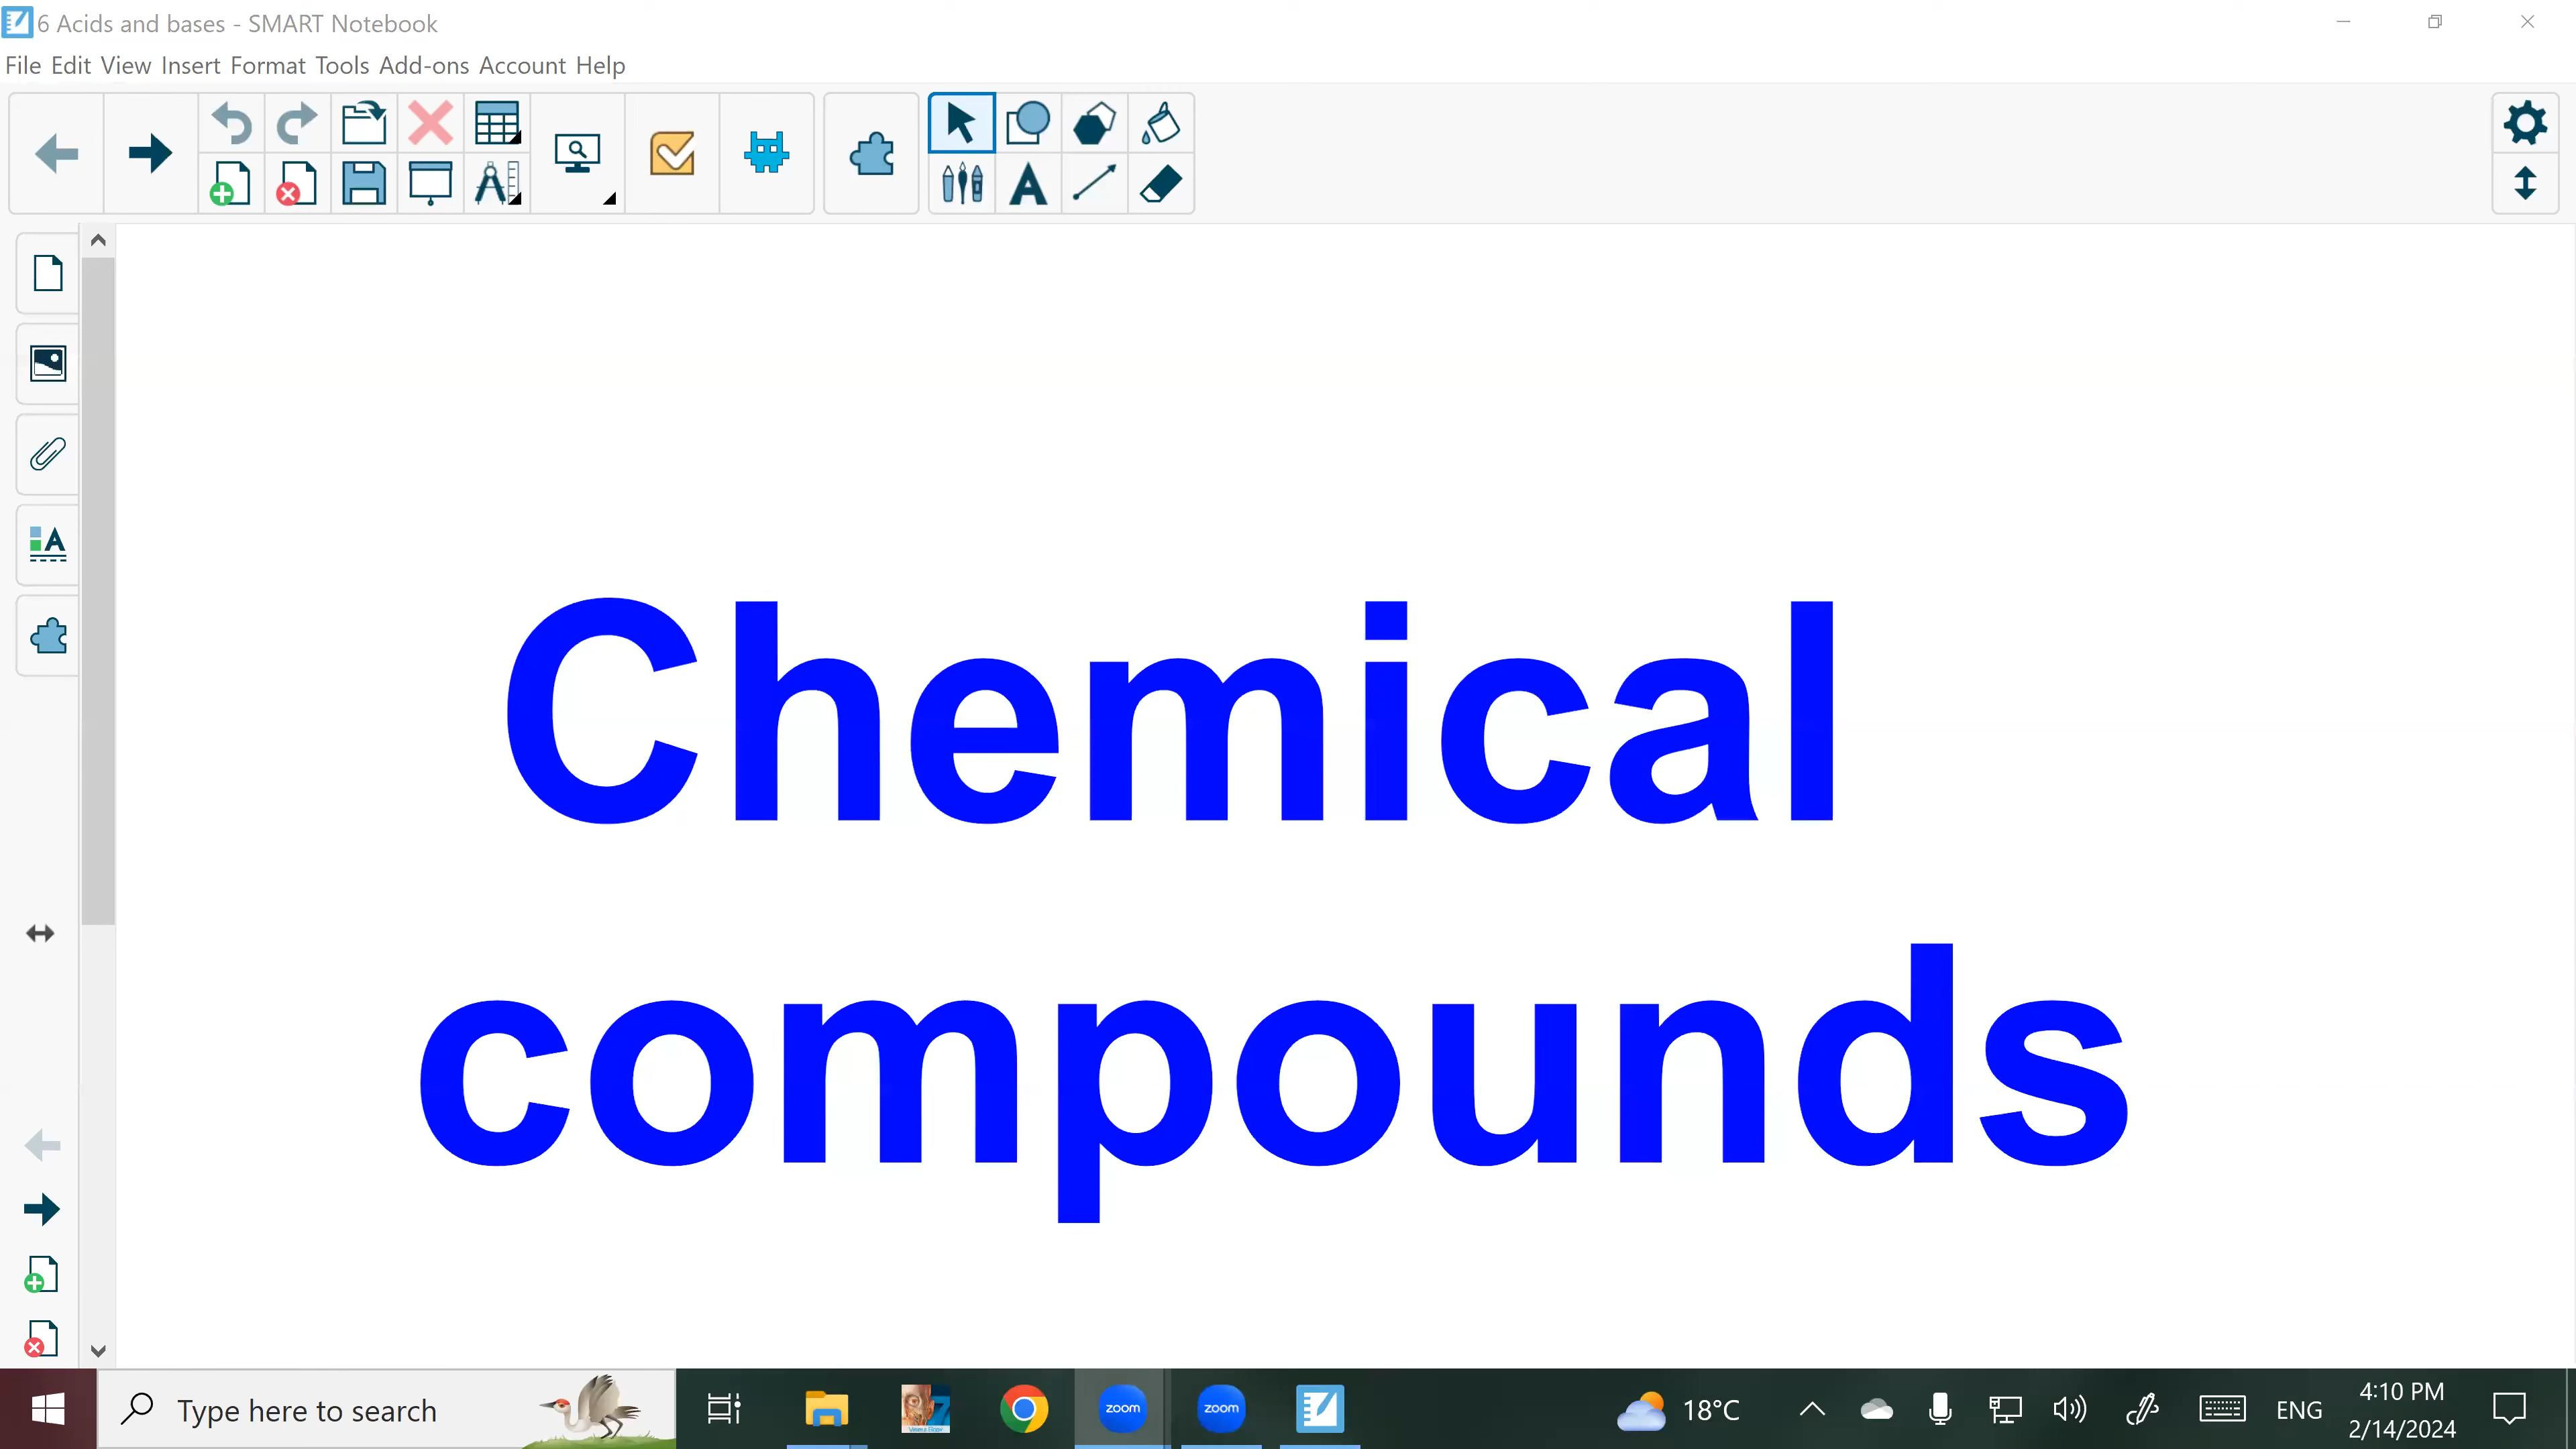 6 Acids and bases - SMART Notebook
File Edit View Insert Format Tools Add-ons Account Help
Chemical
compounds
Type here to search
zoom
zoom
18°C
ENG
4:10 PM
2/14/2024